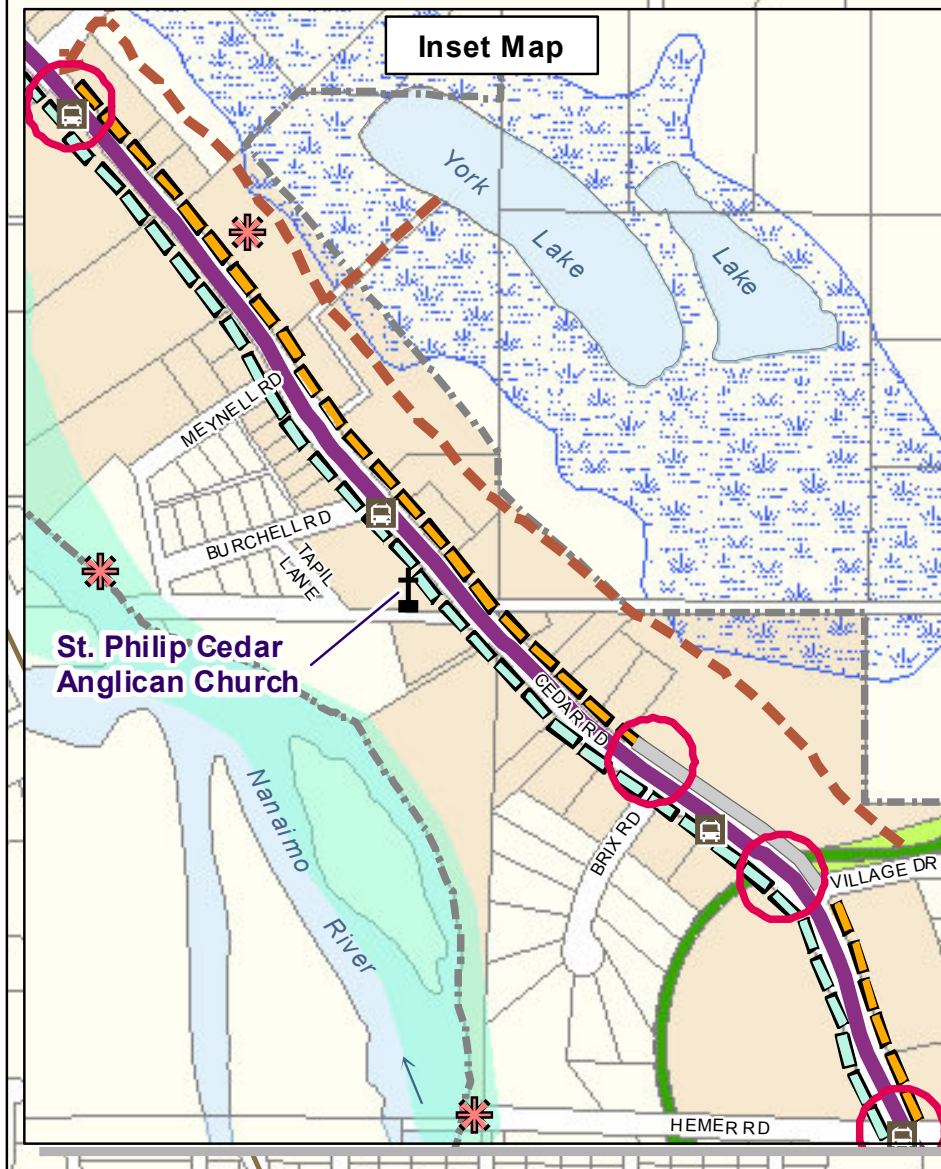 Inset Map
York
Lake
Lake
MEYNELL RD
BURCHELL RD
TAPIL
LANE
St. Philip Cedar
Anglican Church
CEDAR RD
Nanaimo
River
BRIX RD
VILLAGE DR
HEMER RD